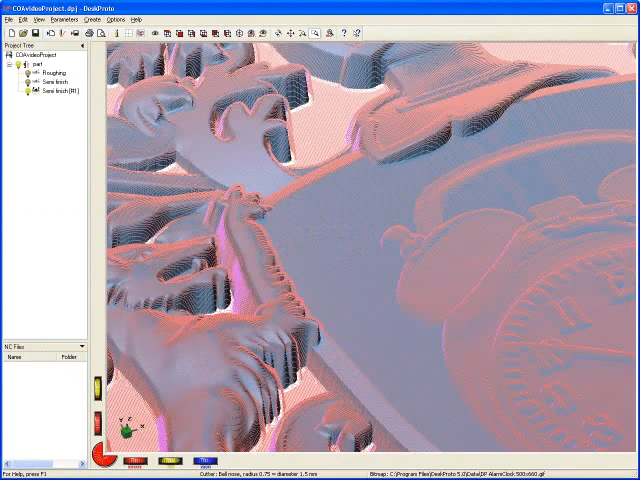 COAvideoProject.dpj - DeskProto
File Edit View Parameters Create Options Help
Project Tree
COAvideoProject
part
Roughing
Semi finish
Semi finish (#1)
NC Files
Name Folder
Z
Y
X
For Help, press F1 Cutter: Ball nose, radius 0.75 = diameter 1.5 mm Bitmap: C:\Program Files\DeskProto 5.0\Data\DP AlarmClock 500x660.gif